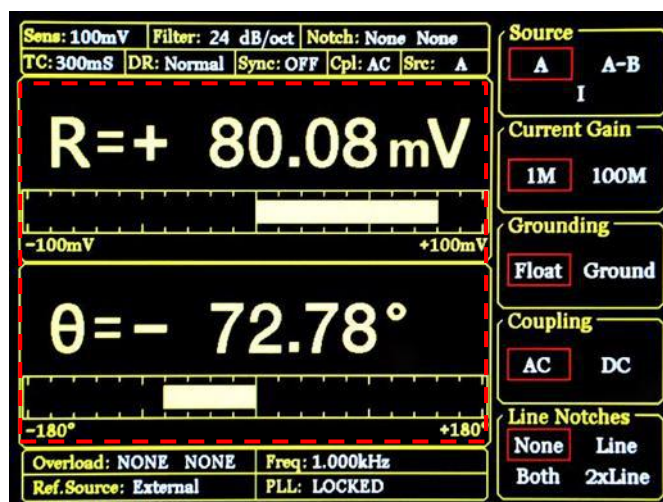 Sens: 100mV Filter: 24 dB/oct Notch: None None
TC: 300mS DR: Normal Sync: OFF Cpl: AC Src: A
R=+ 80.08 mV
-100mV +100mV
θ=- 72.78°
-180° +180°
Overload: NONE NONE Freq: 1.000kHz
Ref.Source: External PLL: LOCKED
Source
A A-B
I
Current Gain
1M 100M
Grounding
Float Ground
Coupling
AC DC
Line Notches
None Line
Both 2xLine